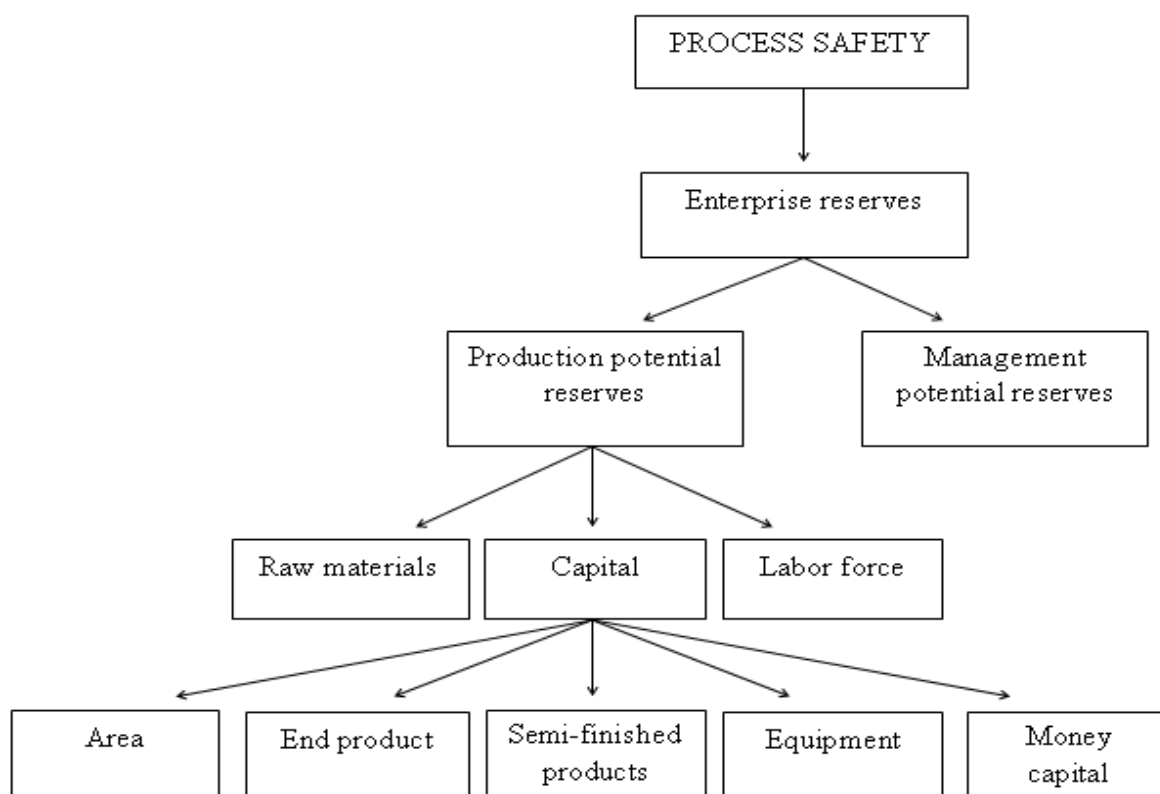 PROCESS SAFETY
Enterprise reserves
Production potential
reserves
Management
potential reserves
Raw materials
Capital
Labor force
Area
End product
Semi-finished
products
Equipment
Money
capital